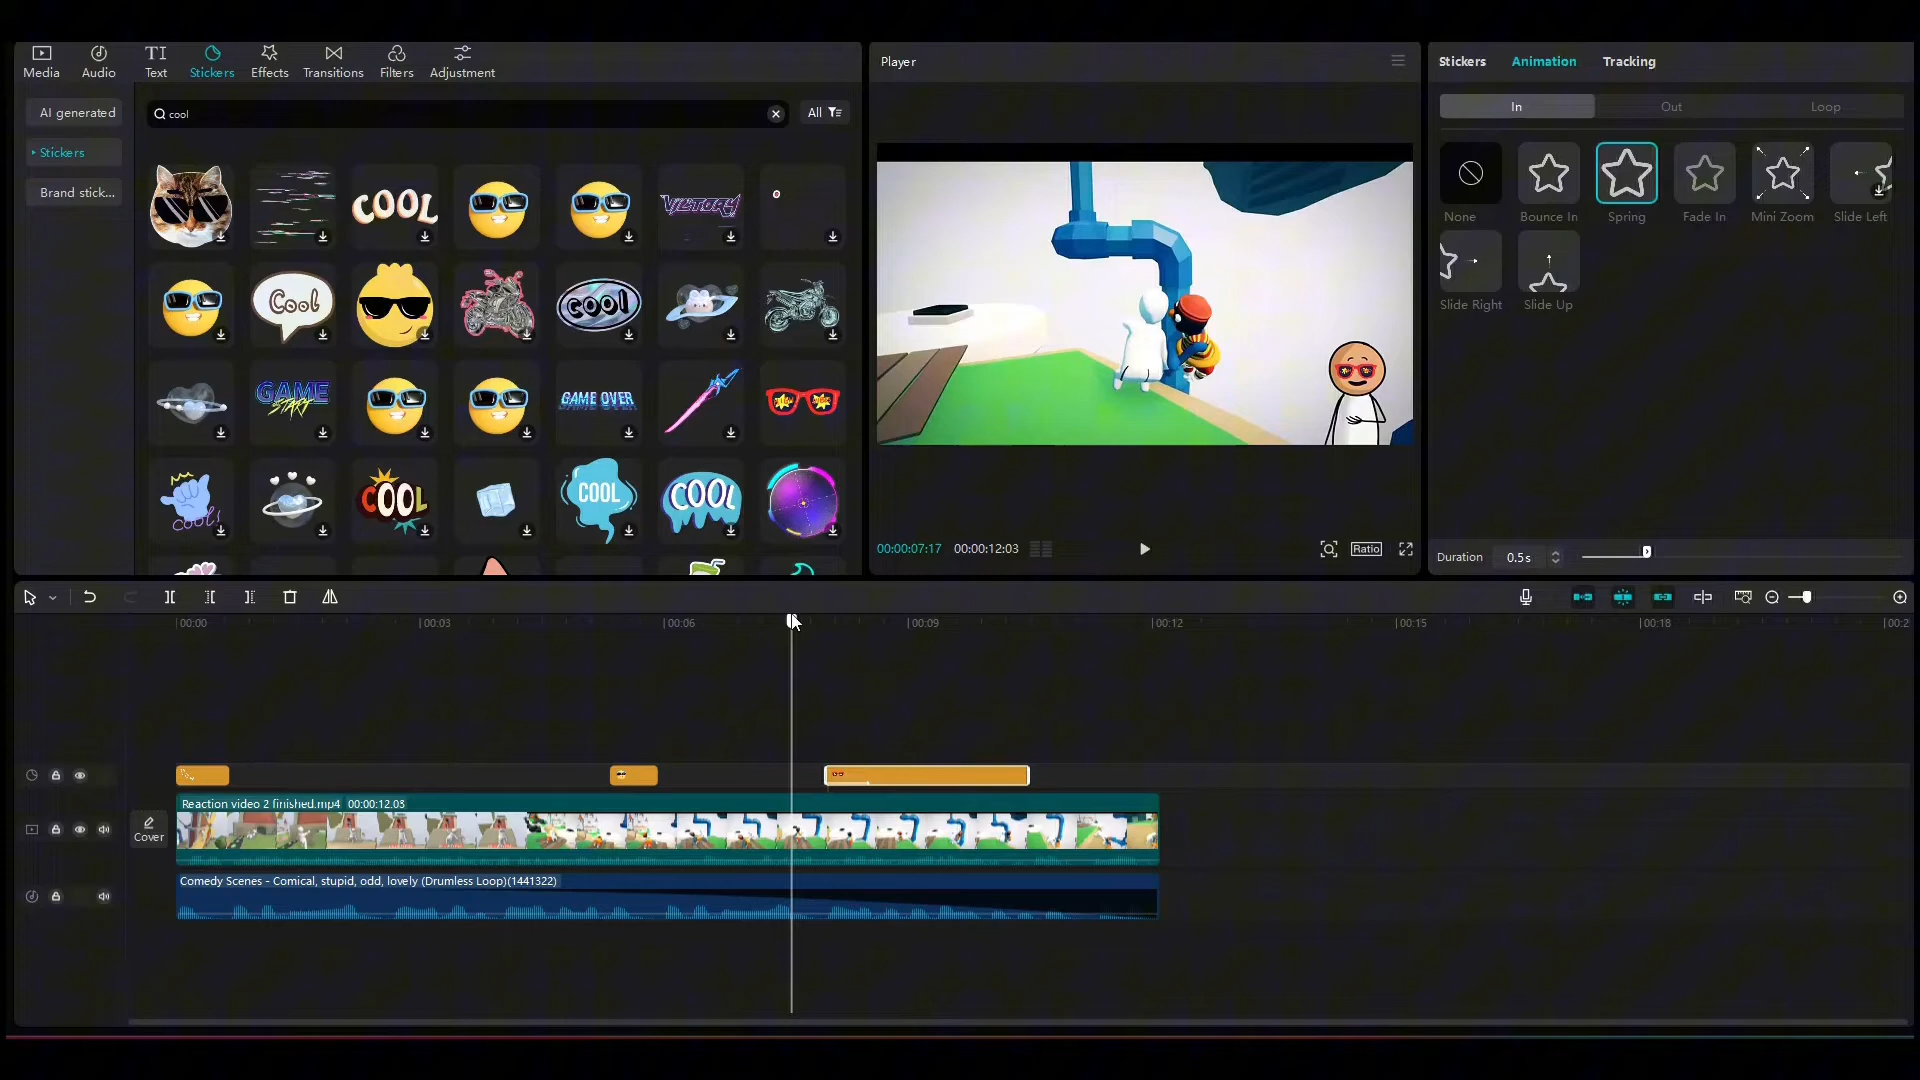 Media Audio Text Stickers Effects Transitions Filters Adjustment
AI generated
Stickers
Brand stick...
cool
All
COOL
VICTORY
Cool
cool
GAME
START
GAME OVER
cool
COOL
COOL
COOL
Player
00:00:07:17 00:00:12:03
Ratio
Stickers Animation Tracking
In Out Loop
None Bounce In Spring Fade In Mini Zoom Slide Left
Slide Right Slide Up
Duration 0.5s
00:00 00:03 00:06 00:09 00:12 00:15 00:18 00:2
Reaction video 2 finished.mp4 00:00:12.03
Cover
Comedy Scenes - Comical, stupid, odd, lovely (Drumless Loop)(1441322)